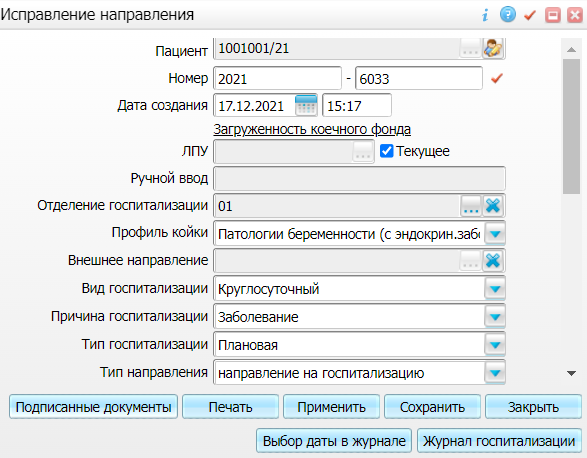 Исправление направления
Пациент 1001001/21 ...
Номер 2021 - 6033
Дата создания 17.12.2021 15:17
Загруженность коечного фонда
ЛПУ ... Текущее
Ручной ввод
Отделение госпитализации 01 ...
Профиль койки Патологии беременности (с эндокрин.забо
Внешнее направление ...
Вид госпитализации Круглосуточный
Причина госпитализации Заболевание
Тип госпитализации Плановая
Тип направления направление на госпитализацию
Подписанные документы Печать Применить Сохранить Закрыть
Выбор даты в журнале Журнал госпитализации